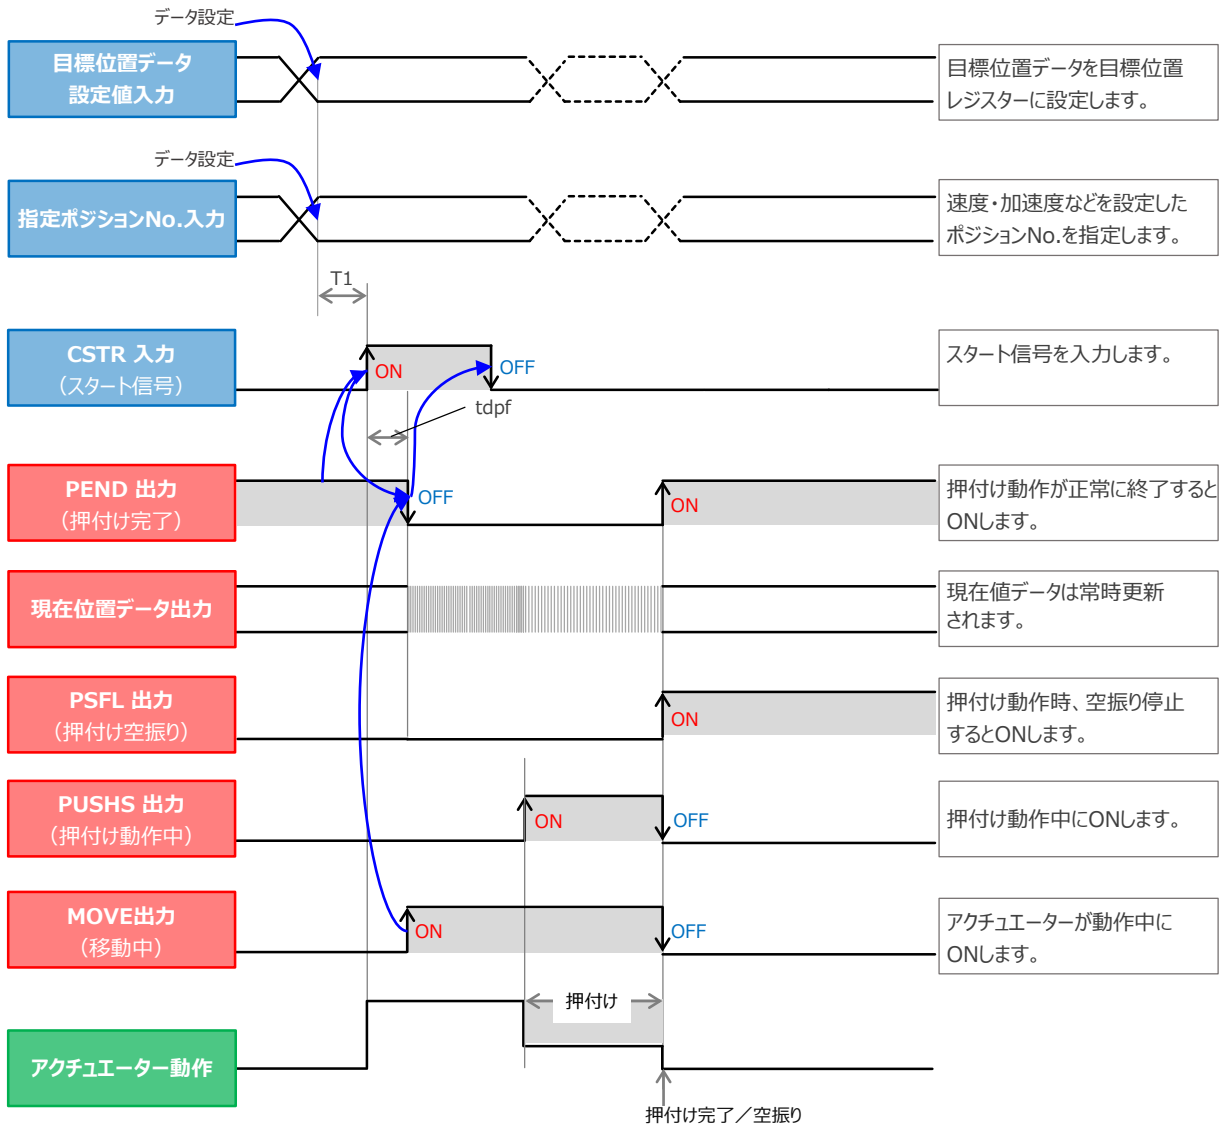 データ設定
目標位置データ
設定値入力
目標位置データを目標位置
レジスターに設定します。
データ設定
指定ポジションNo.入力
速度・加速度などを設定した
ポジションNo.を指定します。
T1
CSTR 入力
（スタート信号）
ON
OFF
スタート信号を入力します。
tdpf
PEND 出力
（押付け完了）
OFF
ON
押付け動作が正常に終了すると
ONします。
現在位置データ出力
現在値データは常時更新
されます。
PSFL 出力
（押付け空振り）
ON
押付け動作時、空振り停止
するとONします。
PUSHS 出力
（押付け動作中）
ON
OFF
押付け動作中にONします。
MOVE出力
（移動中）
ON
OFF
アクチュエーターが動作中に
ONします。
押付け
アクチュエーター動作
押付け完了／空振り